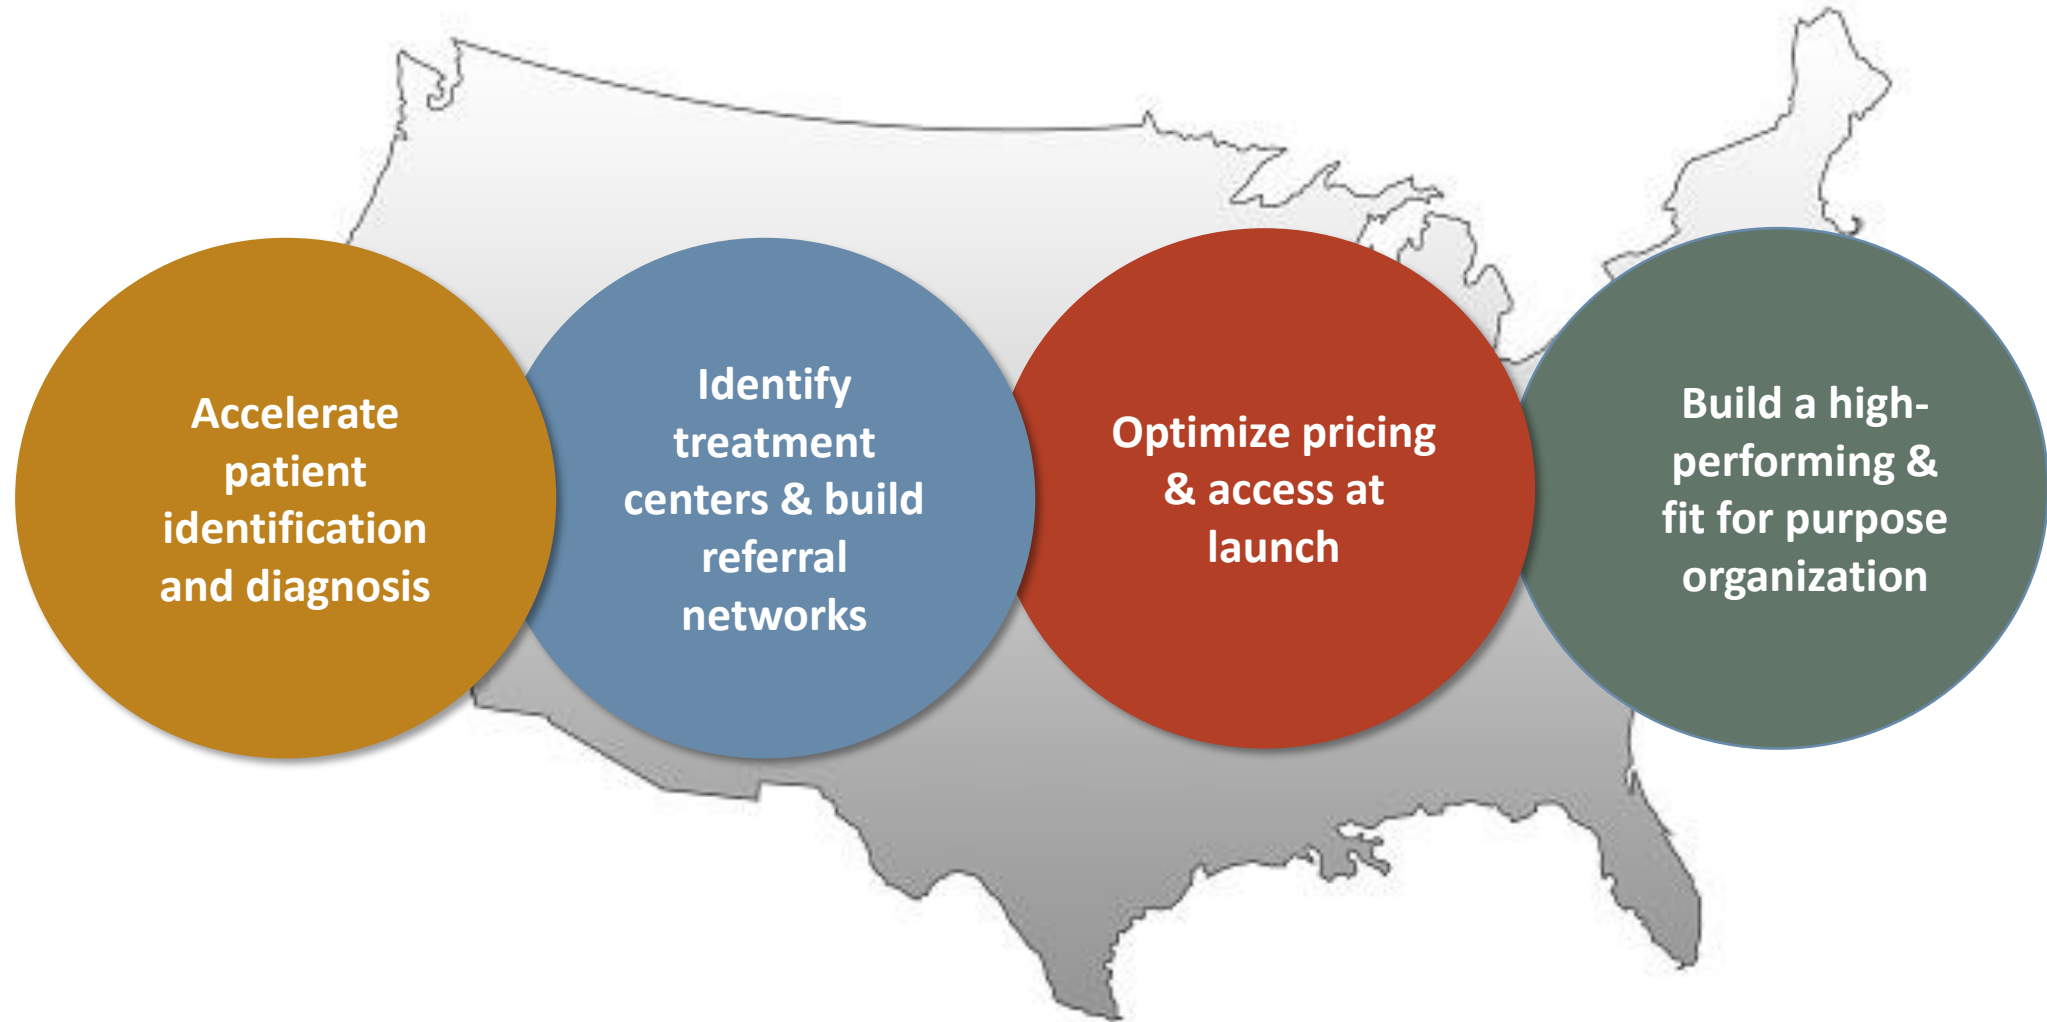 Accelerate
patient
identification
and diagnosis
Identify
treatment
centers & build
referral
networks
Optimize pricing
& access at
launch
Build a high-
performing &
fit for purpose
organization